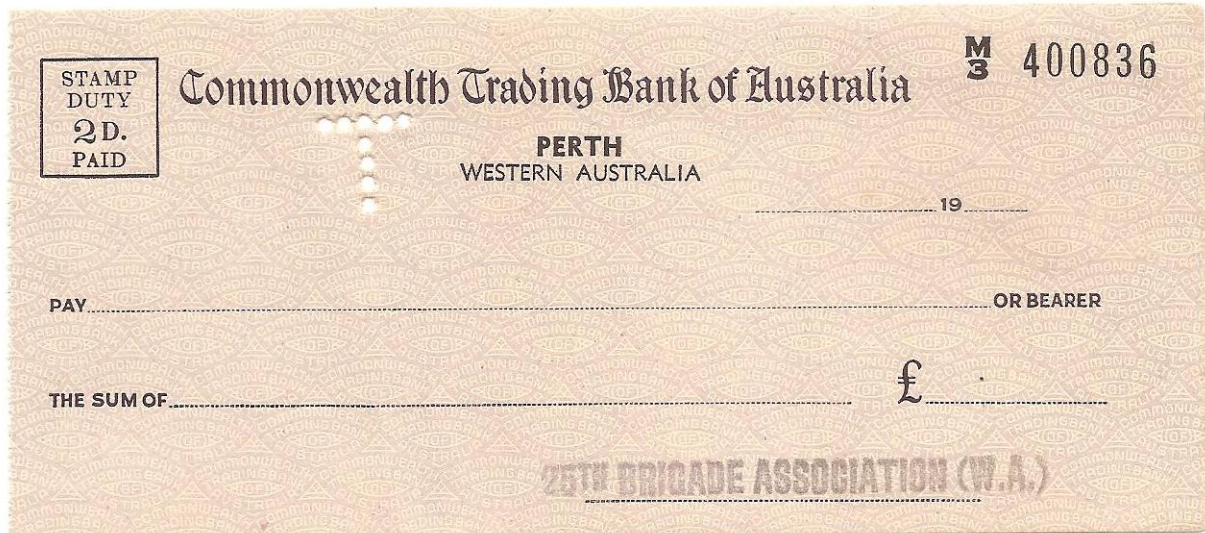 STAMP
DUTY
2D.
PAID
Commonwealth Trading Bank of Australia
M
3 400836
PERTH
WESTERN AUSTRALIA
19
PAY OR BEARER
THE SUM OF £
25TH BRIGADE ASSOCIATION (W.A.)
T